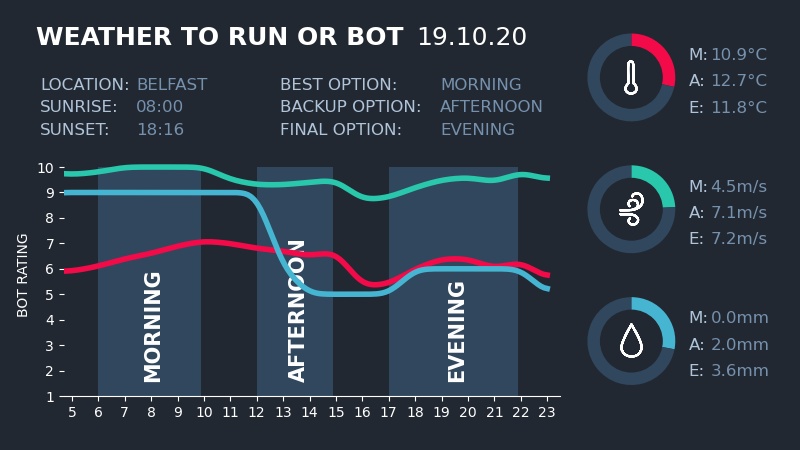 WEATHER TO RUN OR BOT 19.10.20
LOCATION: BELFAST
SUNRISE: 08:00
SUNSET: 18:16
BEST OPTION: MORNING
BACKUP OPTION: AFTERNOON
FINAL OPTION: EVENING
M: 10.9°C
A: 12.7°C
E: 11.8°C
M: 4.5m/s
A: 7.1m/s
E: 7.2m/s
M: 0.0mm
A: 2.0mm
E: 3.6mm
BOT RATING
10
9
8
7
6
5
4
3
2
1
MORNING
AFTERNOON
EVENING
5 6 7 8 9 10 11 12 13 14 15 16 17 18 19 20 21 22 23